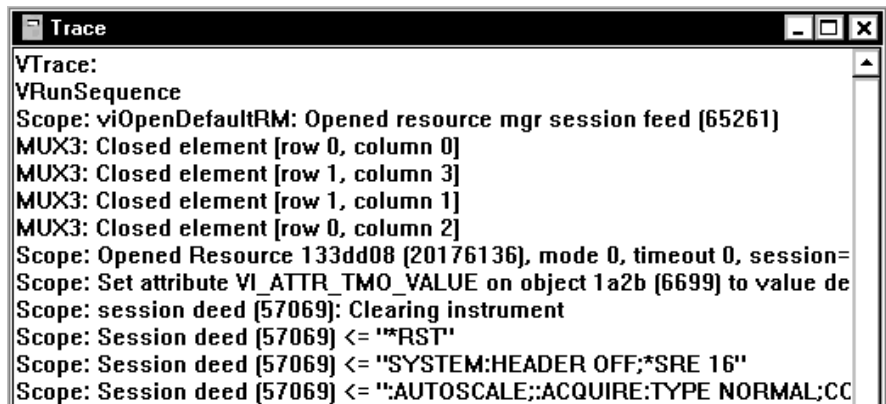 Trace
VTrace:
VRunSequence
Scope: viOpenDefaultRM: Opened resource mgr session feed (65261)
MUX3: Closed element [row 0, column 0]
MUX3: Closed element [row 1, column 3]
MUX3: Closed element [row 1, column 1]
MUX3: Closed element [row 0, column 2]
Scope: Opened Resource 133dd08 (20176136), mode 0, timeout 0, session=
Scope: Set attribute VI_ATTR_TMO_VALUE on object 1a2b (6699) to value de
Scope: session deed (57069): Clearing instrument
Scope: Session deed (57069) <= "*RST"
Scope: Session deed (57069) <= "SYSTEM:HEADER OFF;*SRE 16"
Scope: Session deed (57069) <= ":AUTOSCALE;:ACQUIRE:TYPE NORMAL;CC